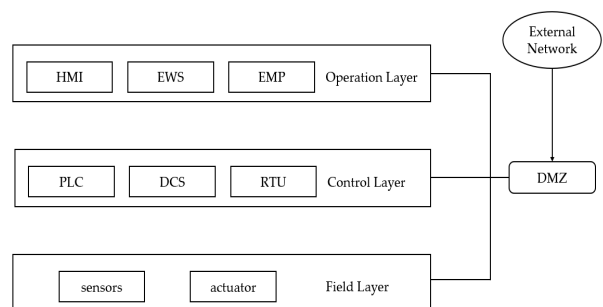 External
Network
HMI EWS EMP Operation Layer
PLC DCS RTU Control Layer DMZ
sensors actuator Field Layer